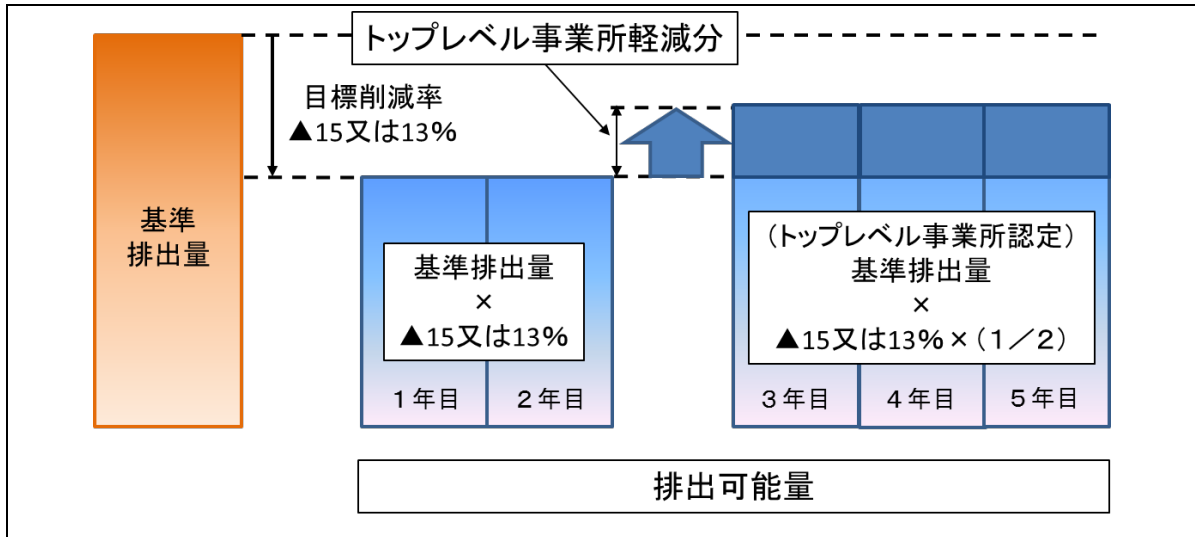 トップレベル事業所軽減分
目標削減率
▲15又は13%
基準
排出量
基準排出量
×
▲15又は13%
1年目
2年目
(トップレベル事業所認定)
基準排出量
×
▲15又は13%×(1/2)
3年目
4年目
5年目
排出可能量